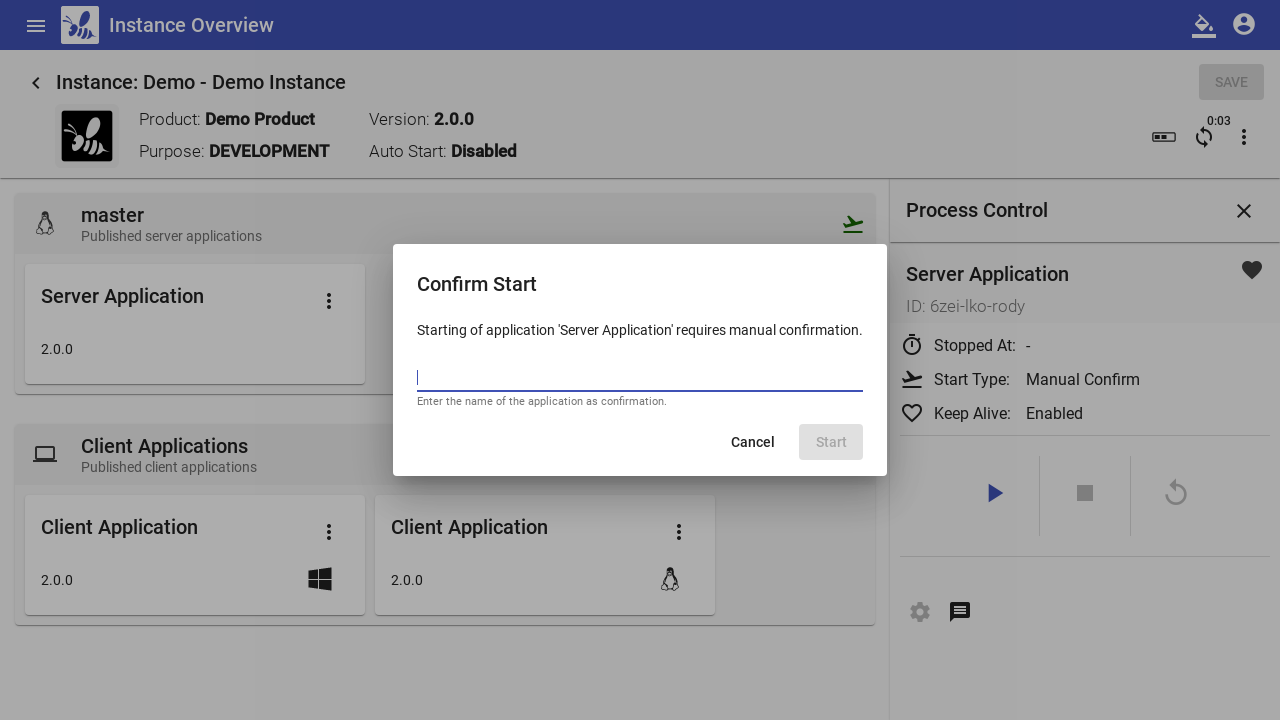 Instance Overview
Instance: Demo - Demo Instance
SAVE
Product: Demo Product
Version: 2.0.0
Purpose: DEVELOPMENT
Auto Start: Disabled
0:03
master
Published server applications
Server Application
2.0.0
Client Applications
Published client applications
Client Application
2.0.0
Client Application
2.0.0
Confirm Start
Starting of application 'Server Application' requires manual confirmation.
Enter the name of the application as confirmation.
Cancel
Start
Process Control
Server Application
ID: 6zei-lko-rody
Stopped At: -
Start Type: Manual Confirm
Keep Alive: Enabled